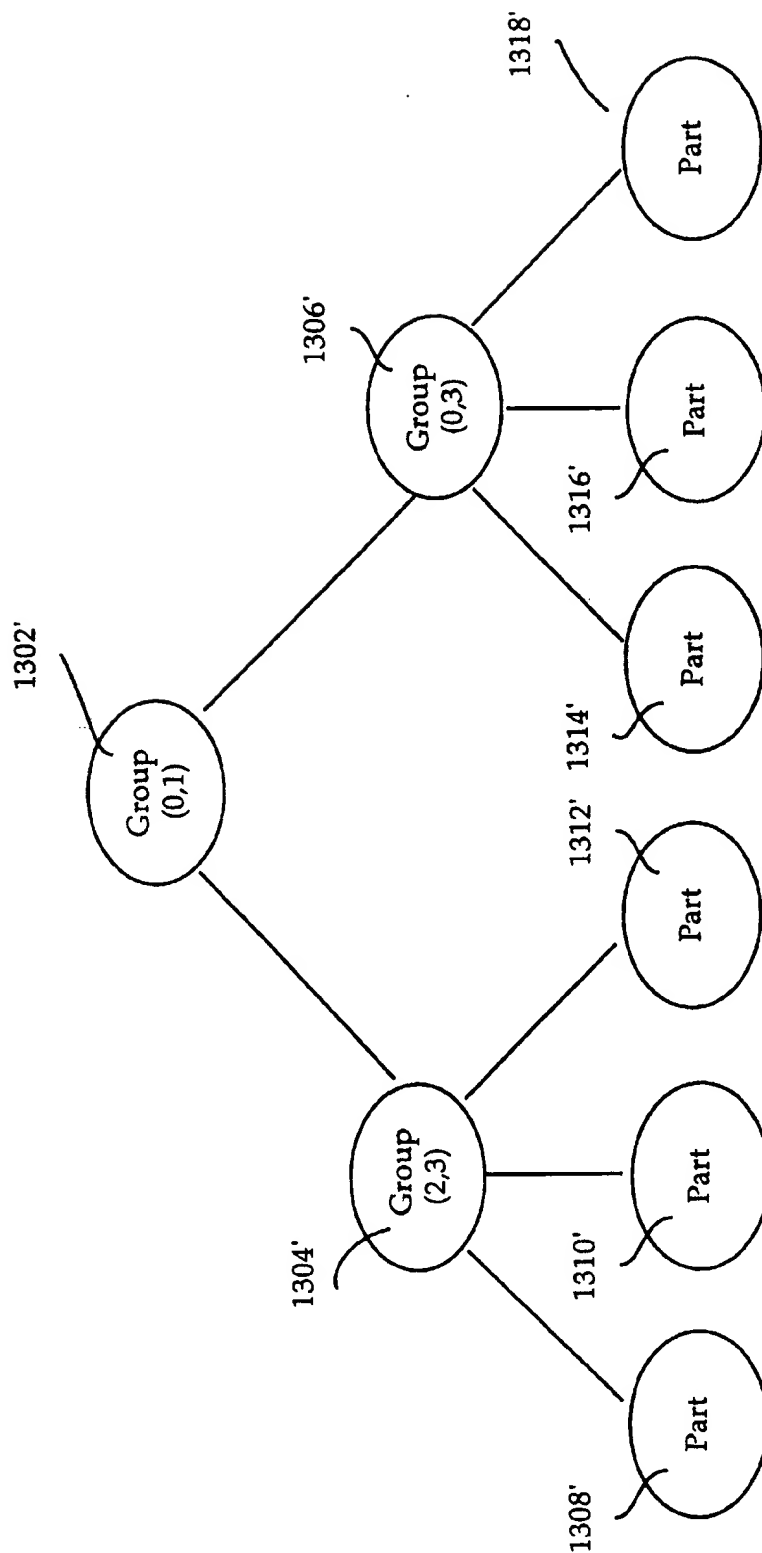 1302'
Group
(0,1)
1304'
Group
(2,3)
1306'
Group
(0,3)
1308'
Part
1310'
Part
1312'
Part
1314'
Part
1316'
Part
1318'
Part